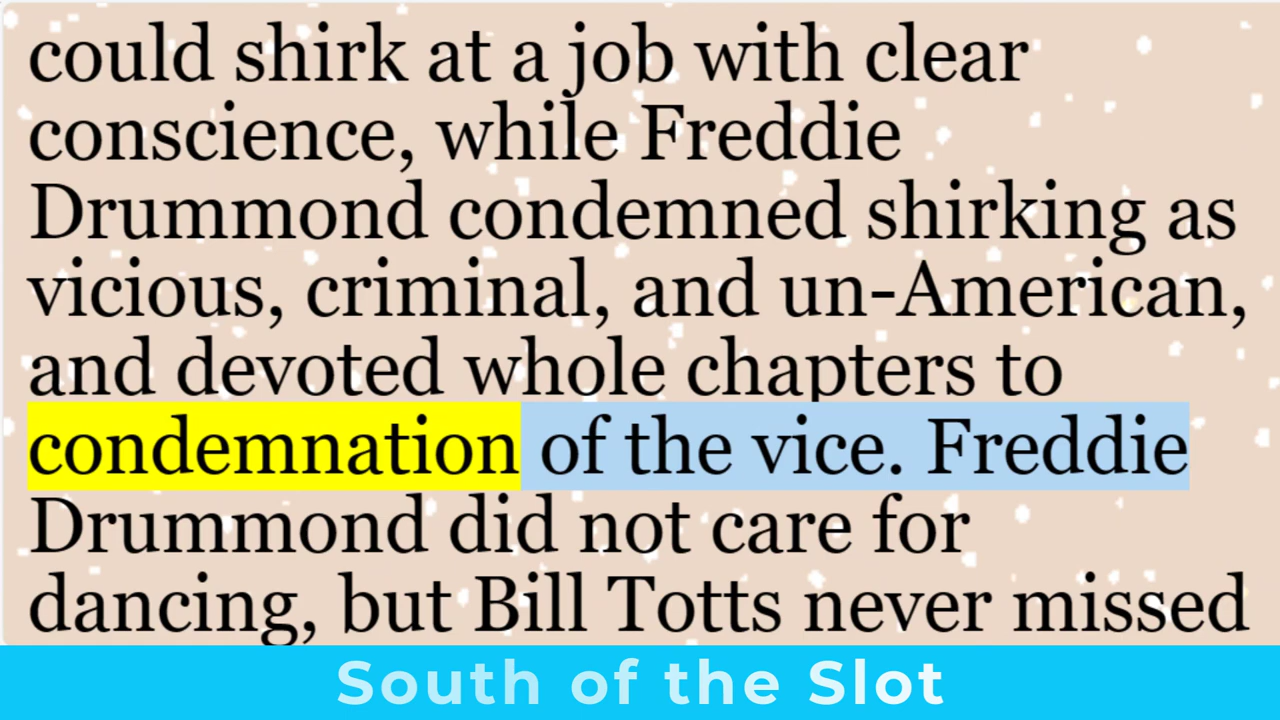 could shirk at a job with clear
conscience, while Freddie
Drummond condemned shirking as
vicious, criminal, and un-American,
and devoted whole chapters to
condemnation of the vice. Freddie
Drummond did not care for
dancing, but Bill Totts never missed
South of the Slot